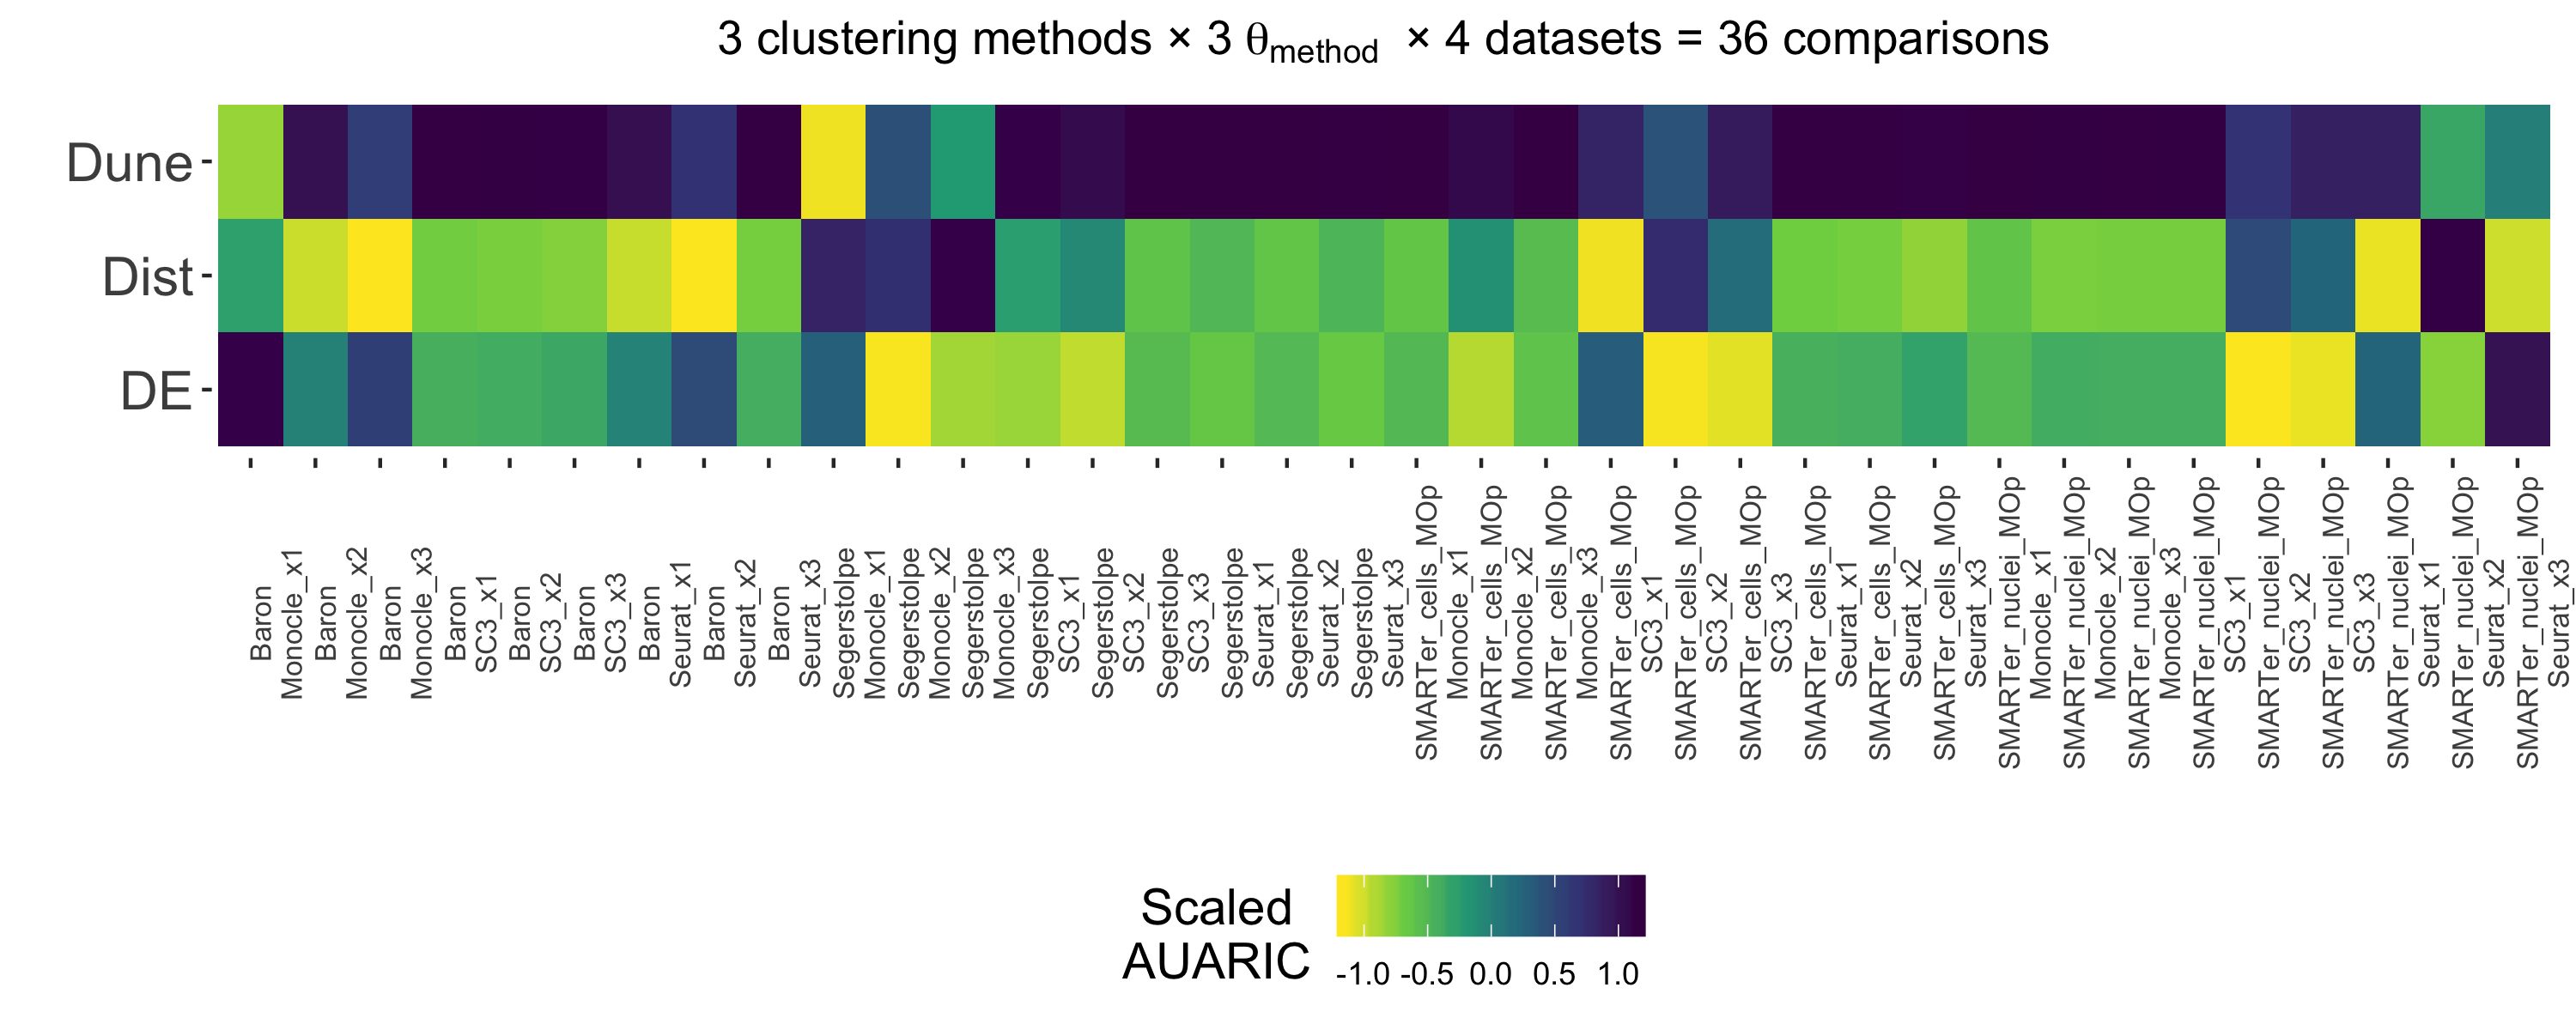 3 clustering methods × 3 θmethod × 4 datasets = 36 comparisons
Dune
Dist
DE
Baron
Monocle_x1
Baron
Monocle_x2
Baron
Monocle_x3
Baron
SC3_x1
Baron
SC3_x2
Baron
SC3_x3
Baron
Seurat_x1
Baron
Seurat_x2
Baron
Seurat_x3
Segerstolpe
Monocle_x1
Segerstolpe
Monocle_x2
Segerstolpe
Monocle_x3
Segerstolpe
SC3_x1
Segerstolpe
SC3_x2
Segerstolpe
SC3_x3
Segerstolpe
Seurat_x1
Segerstolpe
Seurat_x2
Segerstolpe
Seurat_x3
SMARTer_cells_MOp
Monocle_x1
SMARTer_cells_MOp
Monocle_x2
SMARTer_cells_MOp
Monocle_x3
SMARTer_cells_MOp
SC3_x1
SMARTer_cells_MOp
SC3_x2
SMARTer_cells_MOp
SC3_x3
SMARTer_cells_MOp
Seurat_x1
SMARTer_cells_MOp
Seurat_x2
SMARTer_cells_MOp
Seurat_x3
SMARTer_nuclei_MOp
Monocle_x1
SMARTer_nuclei_MOp
Monocle_x2
SMARTer_nuclei_MOp
Monocle_x3
SMARTer_nuclei_MOp
SC3_x1
SMARTer_nuclei_MOp
SC3_x2
SMARTer_nuclei_MOp
SC3_x3
SMARTer_nuclei_MOp
Seurat_x1
SMARTer_nuclei_MOp
Seurat_x2
SMARTer_nuclei_MOp
Seurat_x3
Scaled
AUARIC
-1.0 -0.5 0.0 0.5 1.0